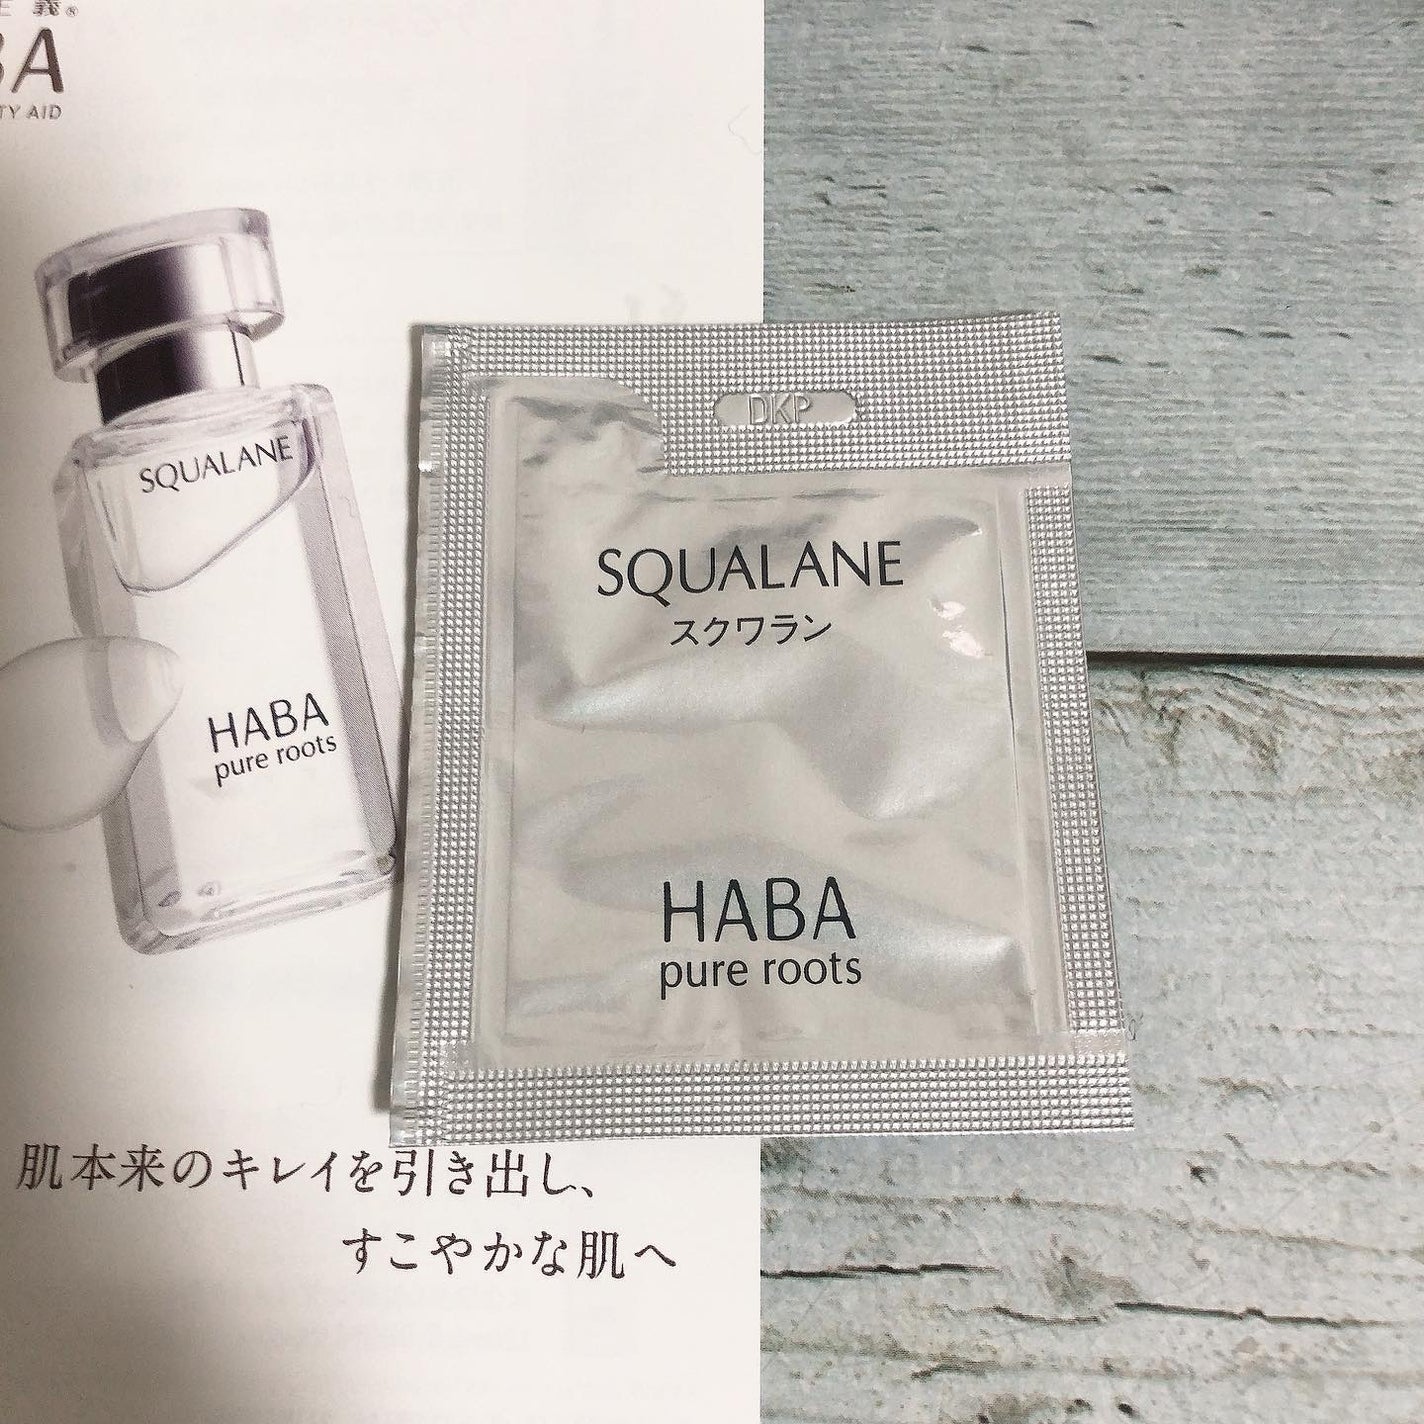 義®
BA
TY AID
SQUALANE
HABA
pure roots
DKP
SQUALANE
スクワラン
HABA
pure roots
肌本来のキレイを引き出し、
すこやかな肌へ